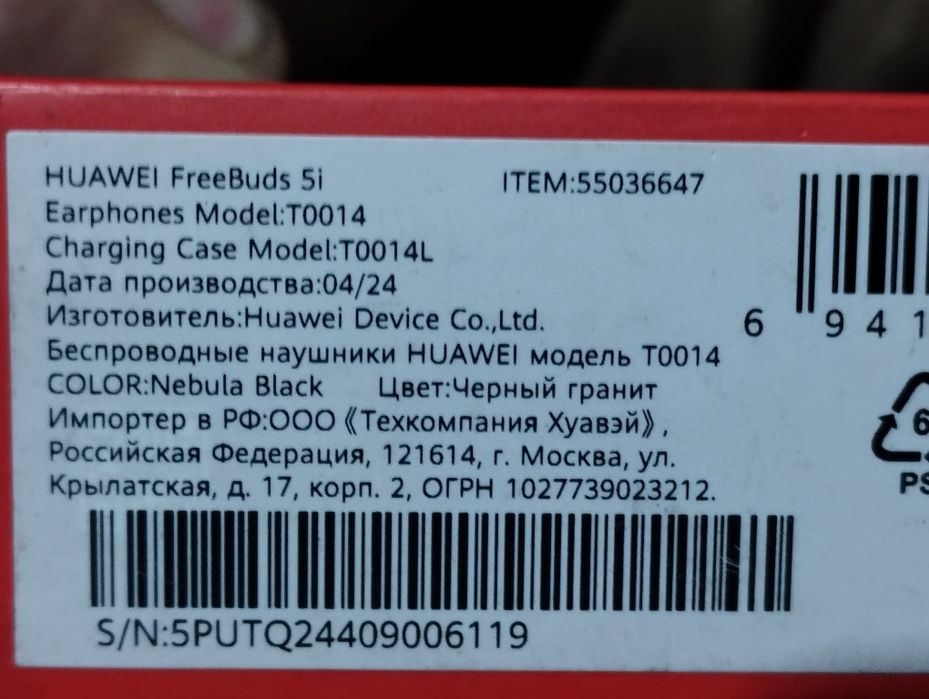 HUAWEI FreeBuds 5i
ITEM:55036647
Earphones Model:T0014
Charging Case Model:T0014L
Дата производства:04/24
Изготовитель:Huawei Device Co.,Ltd.
Беспроводные наушники HUAWEI модель T0014
COLOR:Nebula Black Цвет:Черный гранит
Импортер в РФ:ООО《Техкомпания Хуавэй》,
Российская Федерация, 121614, г. Москва, ул.
Крылатская, д. 17, корп. 2, ОГРН 1027739023212.
S/N:5PUTQ24409006119
6 941
6
PS